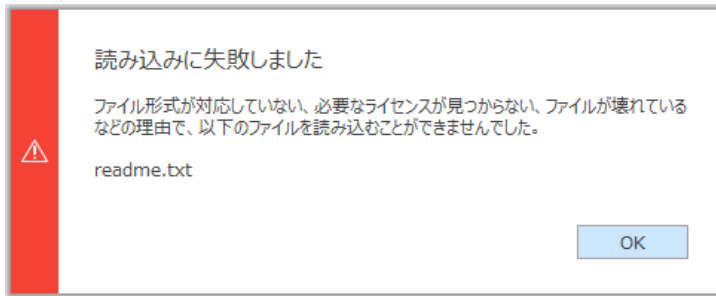 読み込みに失敗しました
ファイル形式が対応していない、必要なライセンスが見つからない、ファイルが壊れている
などの理由で、以下のファイルを読み込むことができませんでした。
readme.txt
OK